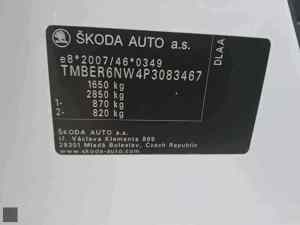 ŠKODA AUTO a.s.
DLAA
e8*2007/46*0349
TMBER6NW4P3083467
1650 kg
2850 kg
1- 870 kg
2- 820 kg
ŠKODA AUTO a.s.
tř. Václava Klementa 869
29301 Mladá Boleslav, Czech Republic
www.skoda-auto.com